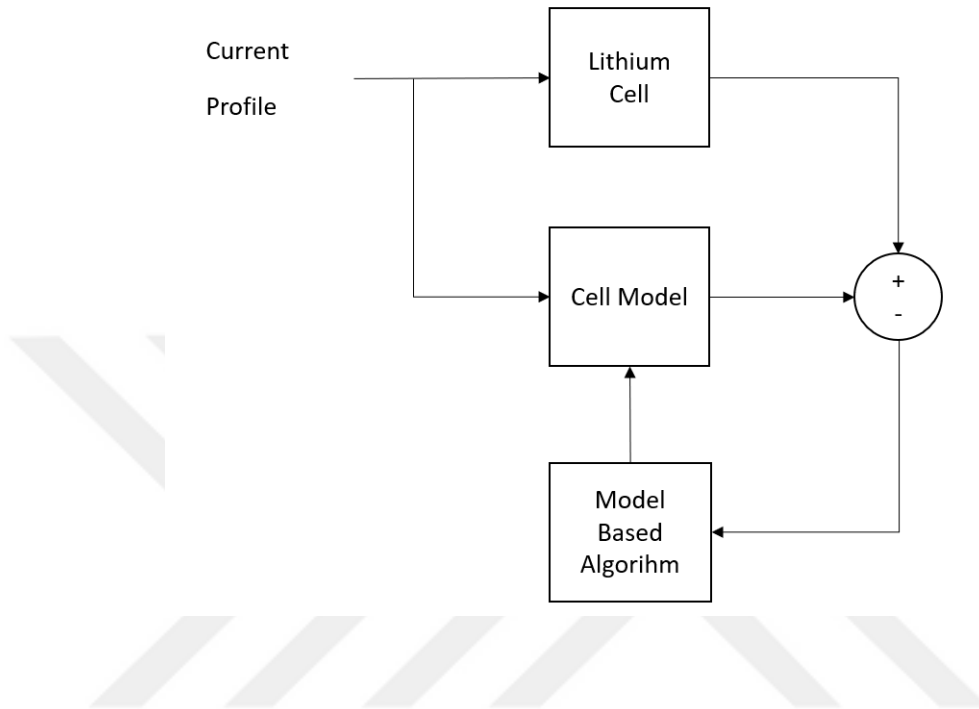 Current
Profile
Lithium
Cell
Cell Model
+
-
Model
Based
Algorihm